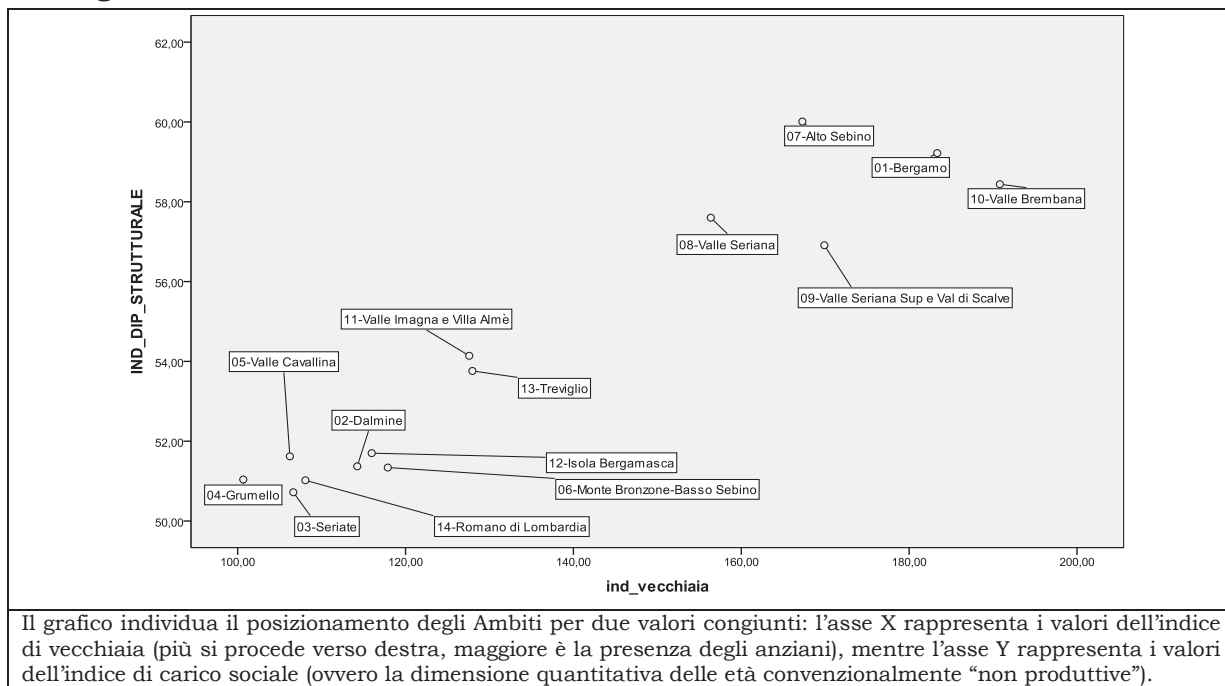 62,00
60,00
58,00
56,00
54,00
52,00
50,00
IND_DIP_STRUTTURALE
07-Alto Sebino
01-Bergamo
10-Valle Brembana
08-Valle Seriana
09-Valle Seriana Sup e Val di Scalve
11-Valle Imagna e Villa Almè
05-Valle Cavallina
13-Treviglio
02-Dalmine
12-Isola Bergamasca
06-Monte Bronzone-Basso Sebino
04-Grumello
03-Seriate
14-Romano di Lombardia
100,00 120,00 140,00 160,00 180,00 200,00
ind_vecchiaia
Il grafico individua il posizionamento degli Ambiti per due valori congiunti: l'asse X rappresenta i valori dell'indice
di vecchiaia (più si procede verso destra, maggiore è la presenza degli anziani), mentre l'asse Y rappresenta i valori
dell'indice di carico sociale (ovvero la dimensione quantitativa delle età convenzionalmente “non produttive”).